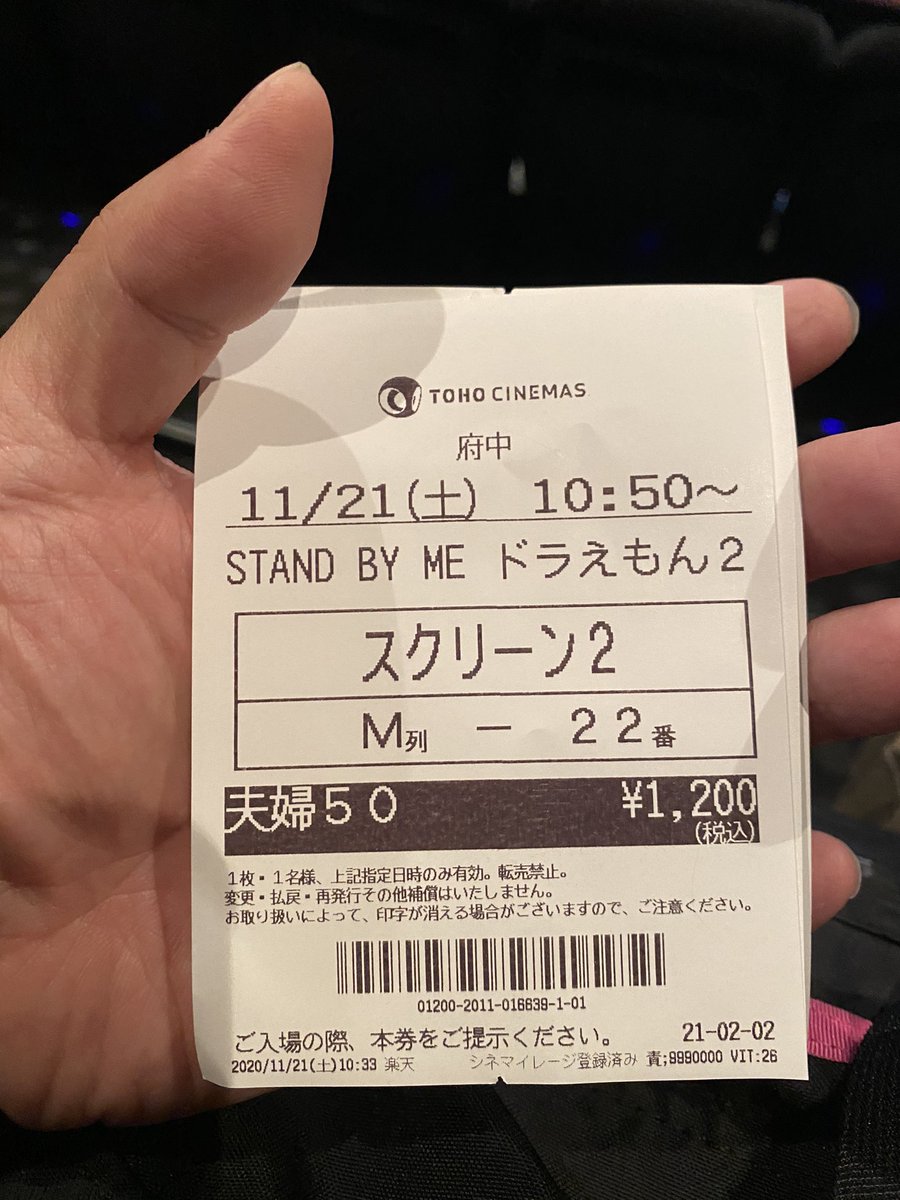 TOHO CINEMAS
府中
11/21(土) 10:50～
STAND BY ME ドラえもん2
スクリーン2
M列 － 22番
夫婦50 ¥1,200
(税込)
1枚・1名様、上記指定日時のみ有効。転売禁止。
変更・払戻・再発行その他補償はいたしません。
お取り扱いによって、印字が消える場合がございますので、ご注意ください。
01200-2011-016639-1-01
ご入場の際、本券をご提示ください。 21-02-02
2020/11/21(土)10:33 楽天 シネマイレージ登録済み 責;9990000 VIT:26